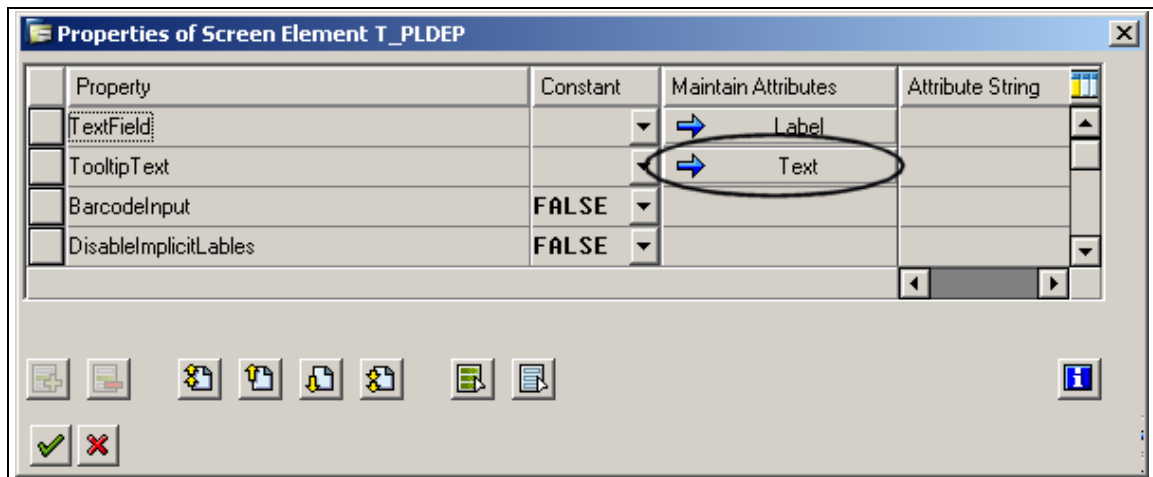 Properties of Screen Element T_PLDEP
Property Constant Maintain Attributes Attribute String
TextField Label
TooltipText Text
BarcodeInput FALSE
DisableImplicitLables FALSE